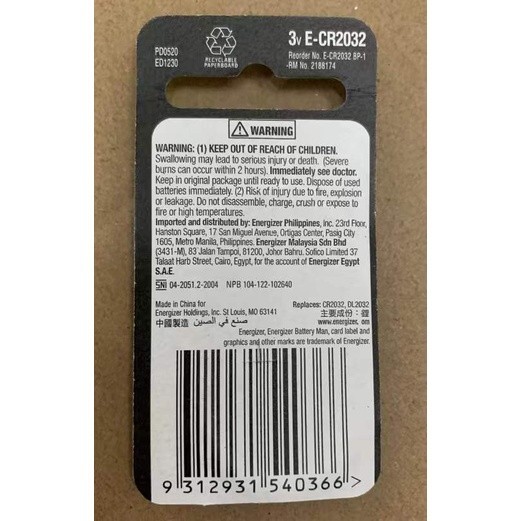 PD0520
ED1230
RECYCLABLE
PAPERBOARD
3V E-CR2032
Reorder No. E-CR2032 BP-1
-RM No. 2188174
WARNING
WARNING: (1) KEEP OUT OF REACH OF CHILDREN.
Swallowing may lead to serious injury or death. (Severe
burns can occur within 2 hours). Immediately see doctor.
Keep in original package until ready to use. Dispose of used
batteries immediately. (2) Risk of injury due to fire, explosion
or leakage. Do not disassemble, charge, crush or expose to
fire or high temperatures.
Imported and distributed by: Energizer Philippines, Inc. 23rd Floor,
Hanston Square, 17 San Miguel Avenue, Ortigas Center, Pasig City
1605, Metro Manila, Philippines. Energizer Malaysia Sdn Bhd
(3431-M), 83 Jalan Dataran, 81200, Johor Bahru. Sofico Limited 37
Talaat Harb Street, Cairo, Egypt, for the account of Energizer Egypt
S.A.E.
SNI 04-2051.2-2004 NPB 104-122-102640
Made in China for
Energizer Holdings, Inc. St Louis, MO 63141
中國製造 صنع في الصين
Replaces: CR2032, DL2032
主要成份：鋰
www.energizer. om
Energizer, Energizer Battery Man, card label and
graphics and other marks are trademark of Energizer.
9 312931 540366 >